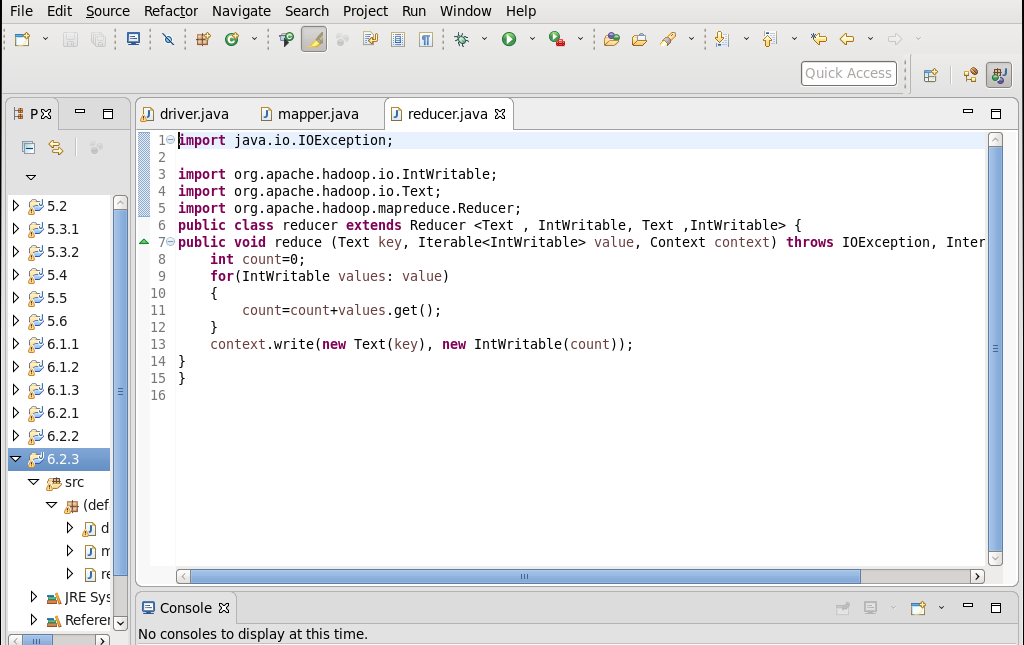 File Edit Source Refactor Navigate Search Project Run Window Help
Quick Access
P
driver.java mapper.java reducer.java
1 import java.io.IOException;
2
3 import org.apache.hadoop.io.IntWritable;
4 import org.apache.hadoop.io.Text;
5 import org.apache.hadoop.mapreduce.Reducer;
6 public class reducer extends Reducer <Text , IntWritable, Text ,IntWritable> {
7 public void reduce (Text key, Iterable<IntWritable> value, Context context) throws IOException, Inter
8 int count=0;
9 for(IntWritable values: value)
10 {
11 count=count+values.get();
12 }
13 context.write(new Text(key), new IntWritable(count));
14 }
15 }
16
5.2
5.3.1
5.3.2
5.4
5.5
5.6
6.1.1
6.1.2
6.1.3
6.2.1
6.2.2
6.2.3
src
(def
d
m
re
JRE Sys
Referer
Console
No consoles to display at this time.